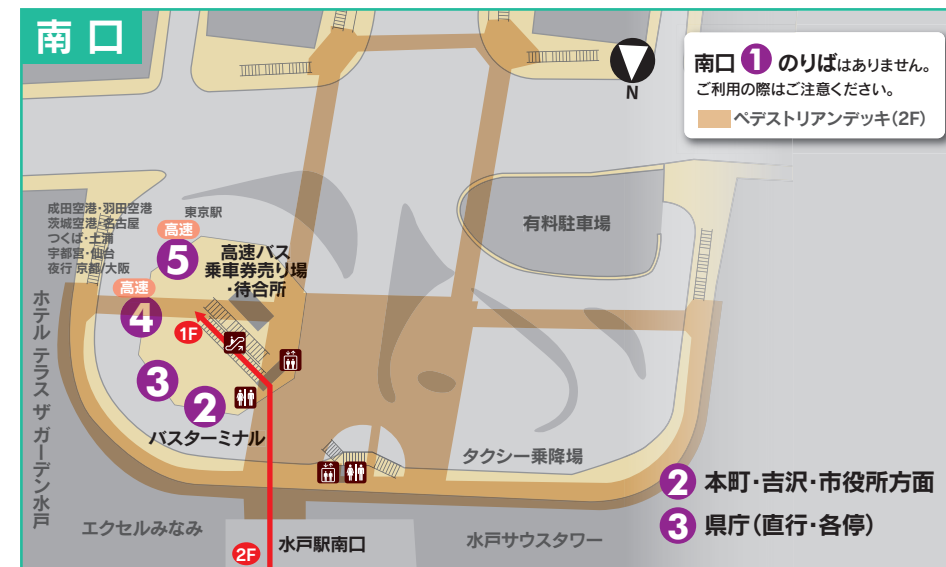 南口
N
南口 1 のりばはありません。
ご利用の際はご注意ください。
ペデストリアンデッキ(2F)
成田空港・羽田空港
茨城空港・名古屋
つくば・土浦
宇都宮・仙台
夜行 京都/大阪
東京駅
高速
5
高速バス
乗車券売り場
・待合所
有料駐車場
高速
4
1F
3
2
バスターミナル
ホテル テラス ザ ガーデン水戸
タクシー乗降場
2 本町・吉沢・市役所方面
3 県庁(直行・各停)
エクセルみなみ
2F
水戸駅南口
水戸サウスタワー